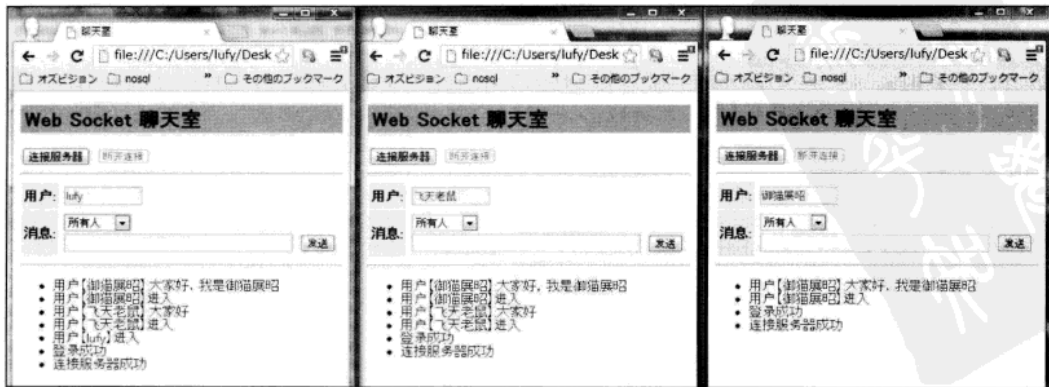 聊天室
file:///C:/Users/lufy/Desk
オズビジョン nosql » その他のブックマーク
Web Socket 聊天室
连接服务器 断开连接
用户: lufy
消息: 所有人
发送
用户【御猫展昭】大家好, 我是御猫展昭
用户【御猫展昭】进入
用户【飞天老鼠】大家好
用户【飞天老鼠】进入
用户【lufy】进入
登录成功
连接服务器成功
聊天室
file:///C:/Users/lufy/Desk
オズビジョン nosql » その他のブックマーク
Web Socket 聊天室
连接服务器 断开连接
用户: 飞天老鼠
消息: 所有人
发送
用户【御猫展昭】大家好, 我是御猫展昭
用户【御猫展昭】进入
用户【飞天老鼠】大家好
用户【飞天老鼠】进入
登录成功
连接服务器成功
聊天室
file:///C:/Users/lufy/Desk
オズビジョン nosql » その他のブックマーク
Web Socket 聊天室
连接服务器 断开连接
用户: 御猫展昭
消息: 所有人
发送
用户【御猫展昭】大家好, 我是御猫展昭
用户【御猫展昭】进入
登录成功
连接服务器成功